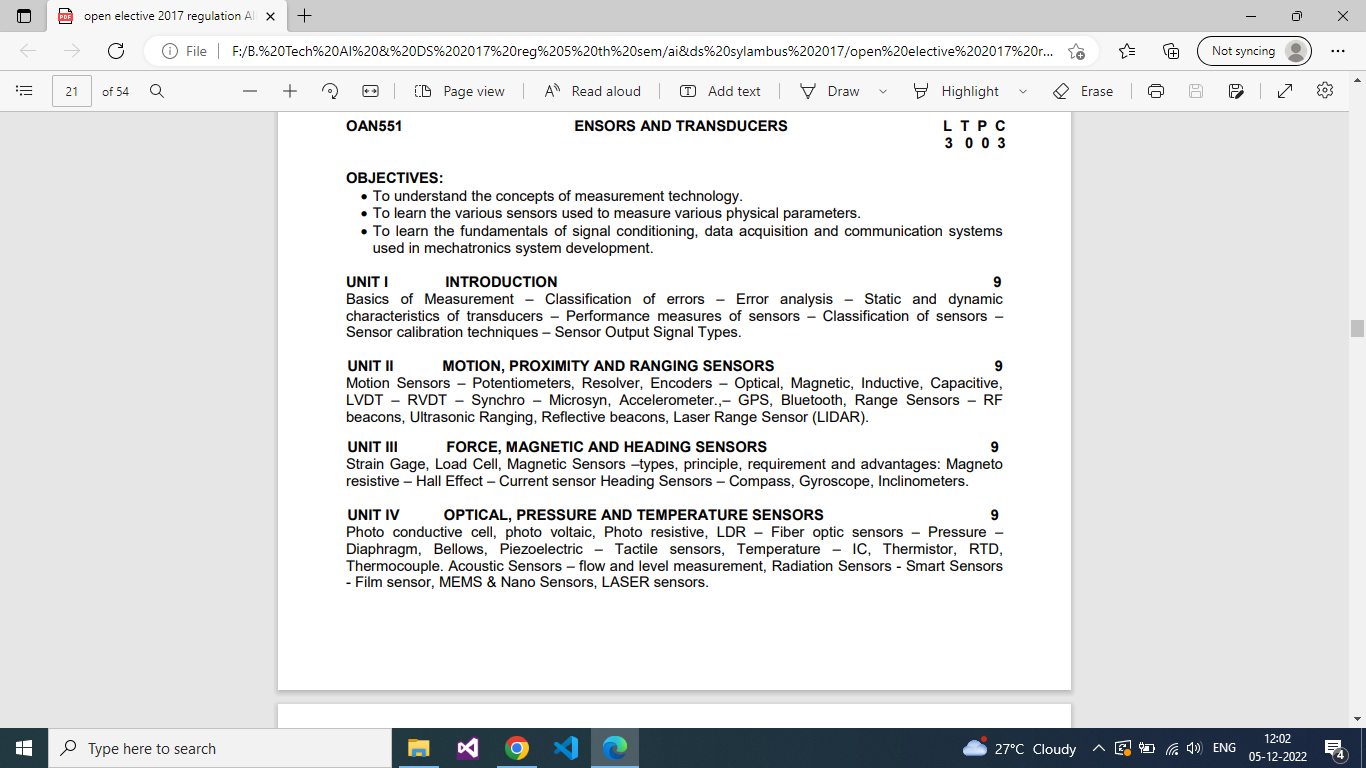 open elective 2017 regulation AI
File
F:/B.%20Tech%20AI%20&%20DS%202017%20reg%205%20th%20sem/ai&ds%20sylambus%202017/open%20elective%202017%20r...
Not syncing
21 of 54
Page view
Read aloud
Add text
Draw
Highlight
Erase
OAN551 ENSORS AND TRANSDUCERS L T P C
3 0 0 3
OBJECTIVES:
• To understand the concepts of measurement technology.
• To learn the various sensors used to measure various physical parameters.
• To learn the fundamentals of signal conditioning, data acquisition and communication systems
used in mechatronics system development.
UNIT I INTRODUCTION 9
Basics of Measurement – Classification of errors – Error analysis – Static and dynamic
characteristics of transducers – Performance measures of sensors – Classification of sensors –
Sensor calibration techniques – Sensor Output Signal Types.
UNIT II MOTION, PROXIMITY AND RANGING SENSORS 9
Motion Sensors – Potentiometers, Resolver, Encoders – Optical, Magnetic, Inductive, Capacitive,
LVDT – RVDT – Synchro – Microsyn, Accelerometer.,– GPS, Bluetooth, Range Sensors – RF
beacons, Ultrasonic Ranging, Reflective beacons, Laser Range Sensor (LIDAR).
UNIT III FORCE, MAGNETIC AND HEADING SENSORS 9
Strain Gage, Load Cell, Magnetic Sensors –types, principle, requirement and advantages: Magneto
resistive – Hall Effect – Current sensor Heading Sensors – Compass, Gyroscope, Inclinometers.
UNIT IV OPTICAL, PRESSURE AND TEMPERATURE SENSORS 9
Photo conductive cell, photo voltaic, Photo resistive, LDR – Fiber optic sensors – Pressure –
Diaphragm, Bellows, Piezoelectric – Tactile sensors, Temperature – IC, Thermistor, RTD,
Thermocouple. Acoustic Sensors – flow and level measurement, Radiation Sensors - Smart Sensors
- Film sensor, MEMS & Nano Sensors, LASER sensors.
Type here to search
27°C Cloudy
ENG
12:02
05-12-2022
4